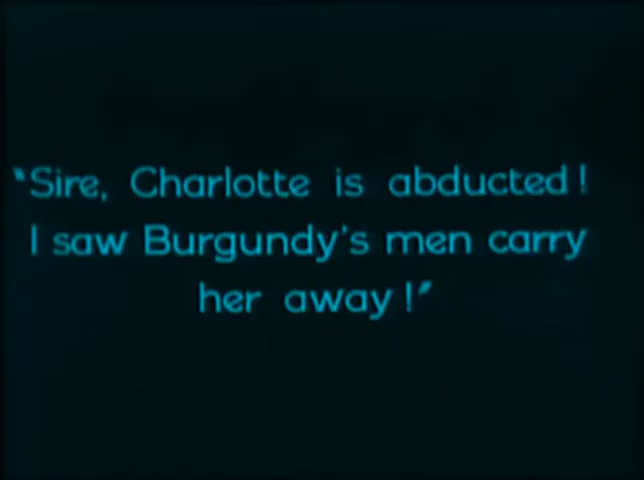 "Sire, Charlotte is abducted!
I saw Burgundy's men carry
her away!"